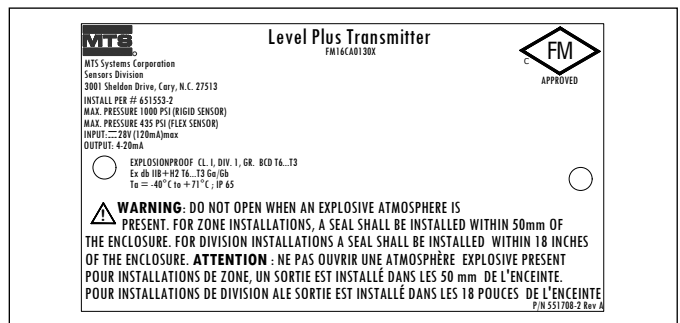 MTS
Level Plus Transmitter
FM16CA0130X
MTS Systems Corporation
Sensors Division
3001 Sheldon Drive, Cary, N.C. 27513
INSTALL PER # 651553-2
MAX. PRESSURE 1000 PSI (RIGID SENSOR)
MAX. PRESSURE 435 PSI (FLEX SENSOR)
INPUT:⎓28V (120mA)max
OUTPUT: 4-20mA
C FM
APPROVED
EXPLOSIONPROOF CL. I, DIV. 1, GR. BCD T6...T3
Ex db IIB+H2 T6...T3 Ga/Gb
Ta = -40°C to +71°C ; IP 65
WARNING: DO NOT OPEN WHEN AN EXPLOSIVE ATMOSPHERE IS
PRESENT. FOR ZONE INSTALLATIONS, A SEAL SHALL BE INSTALLED WITHIN 50mm OF
THE ENCLOSURE. FOR DIVISION INSTALLATIONS A SEAL SHALL BE INSTALLED WITHIN 18 INCHES
OF THE ENCLOSURE. ATTENTION : NE PAS OUVRIR UNE ATMOSPHÈRE EXPLOSIVE PRESENT
POUR INSTALLATIONS DE ZONE, UN SORTIE EST INSTALLÉ DANS LES 50 mm DE L'ENCEINTE.
POUR INSTALLATIONS DE DIVISION ALE SORTIE EST INSTALLÉ DANS LES 18 POUCES DE L'ENCEINTE
P/N 551708-2 Rev A